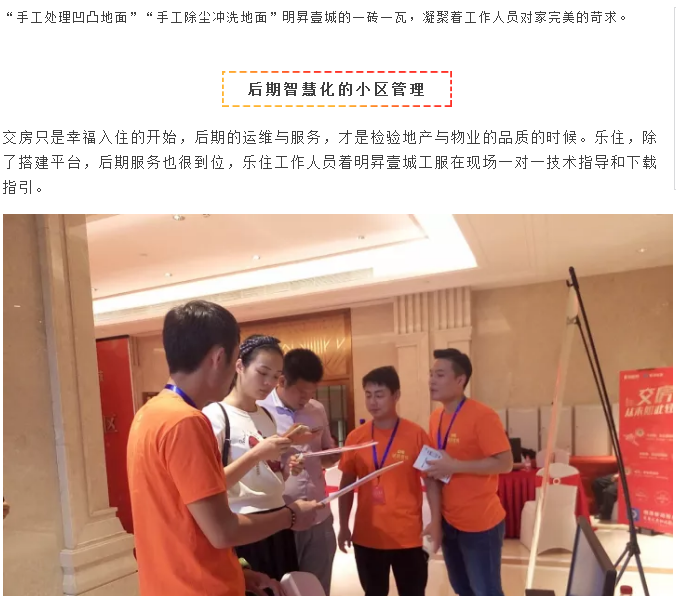 “手工处理凹凸地面”“手工除尘冲洗地面”明昇壹城的一砖一瓦，凝聚着工作人员对家完美的苛求。
后期智慧化的小区管理
交房只是幸福入住的开始，后期的运维与服务，才是检验地产与物业的品质的时候。乐住，除
了搭建平台，后期服务也很到位，乐住工作人员着明昇壹城工服在现场一对一技术指导和下载
指引。
交房
从未如此